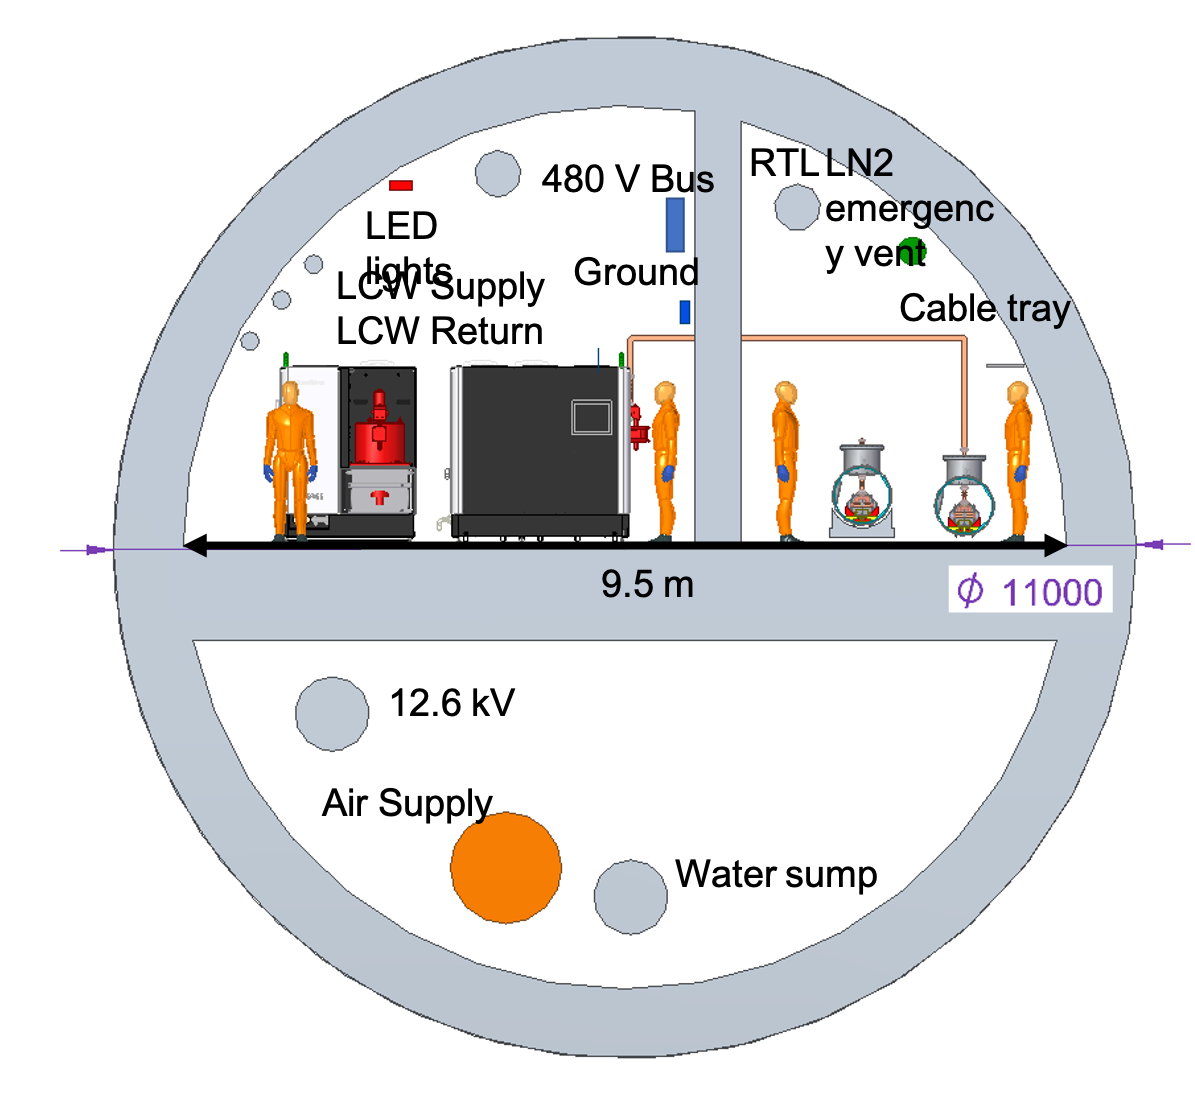 480 V Bus
RTL
LN2
emergenc
y vent
LED
lights
LCW Supply
LCW Return
Ground
Cable tray
9.5 m
ϕ 11000
12.6 kV
Air Supply
Water sump